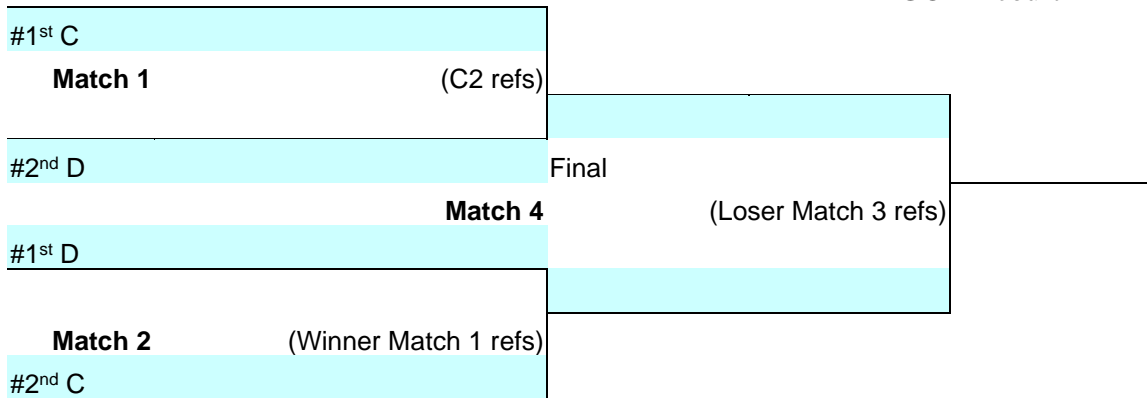 #1st C
Match 1 (C2 refs)
#2nd D
Final
Match 4 (Loser Match 3 refs)
#1st D
Match 2 (Winner Match 1 refs)
#2nd C